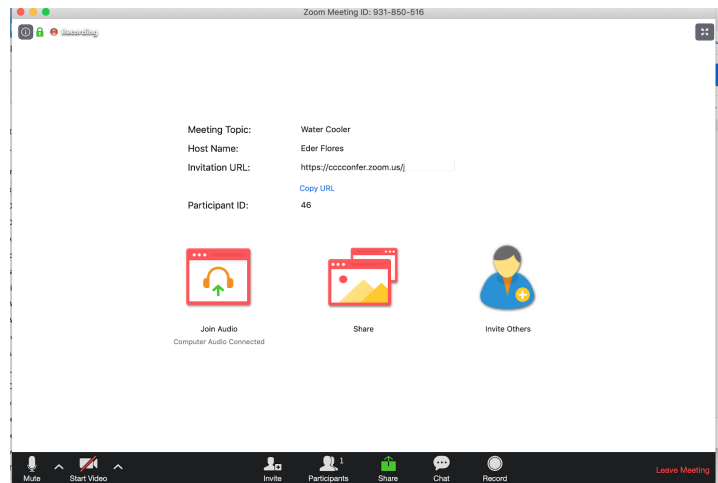 Zoom Meeting ID: 931-850-516
Recording
Meeting Topic: Water Cooler
Host Name: Eder Flores
Invitation URL: https://cccconfer.zoom.us/j
Copy URL
Participant ID: 46
Join Audio Share Invite Others
Computer Audio Connected
1
Mute Start Video Invite Participants Share Chat Record Leave Meeting